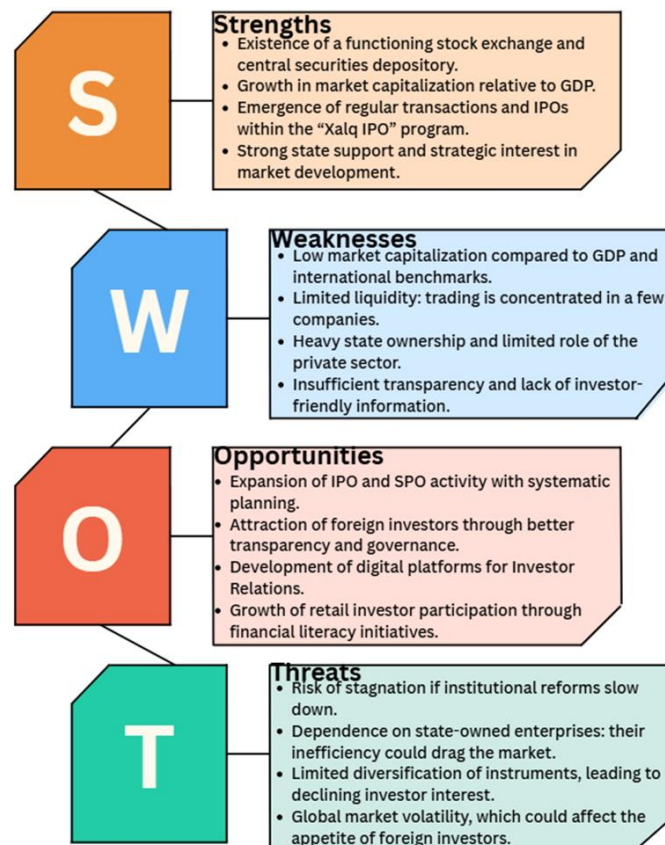 S
Strengths
• Existence of a functioning stock exchange and
central securities depository.
• Growth in market capitalization relative to GDP.
• Emergence of regular transactions and IPOs
within the “Xalq IPO” program.
• Strong state support and strategic interest in
market development.
W
Weaknesses
• Low market capitalization compared to GDP and
international benchmarks.
• Limited liquidity: trading is concentrated in a few
companies.
• Heavy state ownership and limited role of the
private sector.
• Insufficient transparency and lack of investor-
friendly information.
O
Opportunities
• Expansion of IPO and SPO activity with systematic
planning.
• Attraction of foreign investors through better
transparency and governance.
• Development of digital platforms for Investor
Relations.
• Growth of retail investor participation through
financial literacy initiatives.
T
Threats
• Risk of stagnation if institutional reforms slow
down.
• Dependence on state-owned enterprises: their
inefficiency could drag the market.
• Limited diversification of instruments, leading to
declining investor interest.
• Global market volatility, which could affect the
appetite of foreign investors.